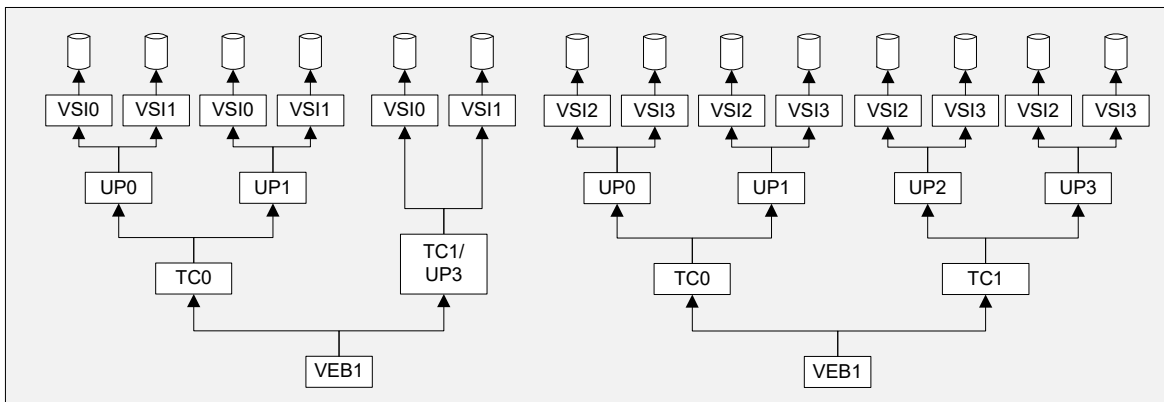 VSI0 VSI1 VSI0 VSI1 VSI0 VSI1 VSI2 VSI3 VSI2 VSI3 VSI2 VSI3 VSI2 VSI3
UP0 UP1 UP0 UP1 UP2 UP3
TC1/
UP3
TC0 TC0 TC1
VEB1 VEB1